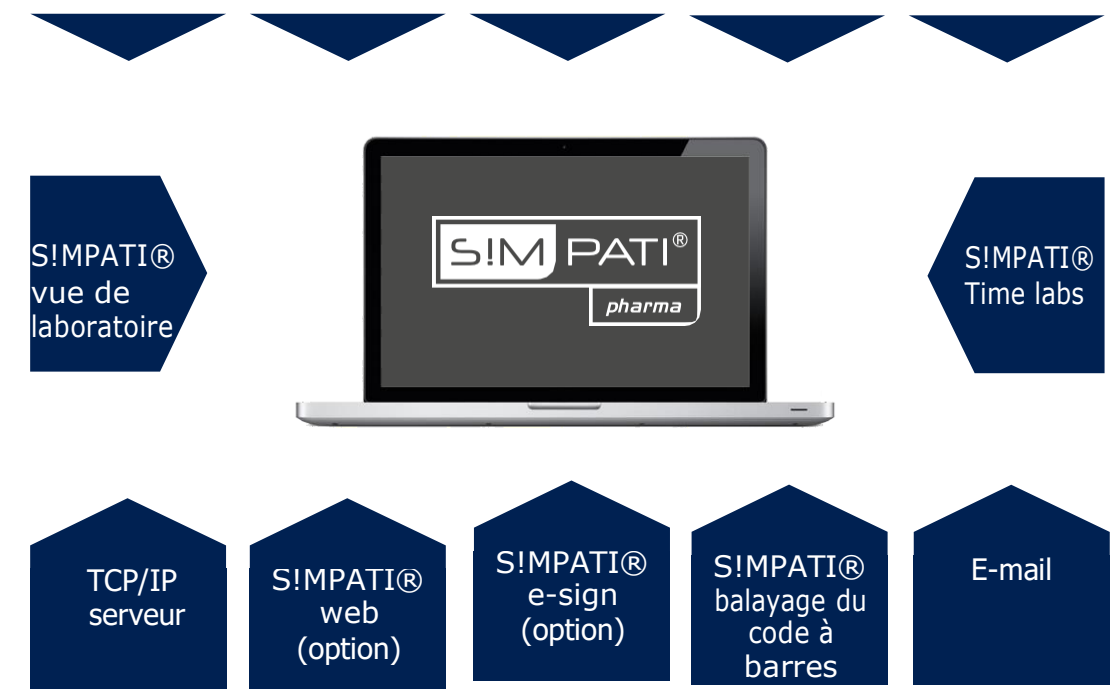 S!MPATI®
pharma
S!MPATI®
vue de
laboratoire
S!MPATI®
Time labs
TCP/IP
serveur
S!MPATI®
web
(option)
S!MPATI®
e-sign
(option)
S!MPATI®
balayage du
code à
barres
E-mail